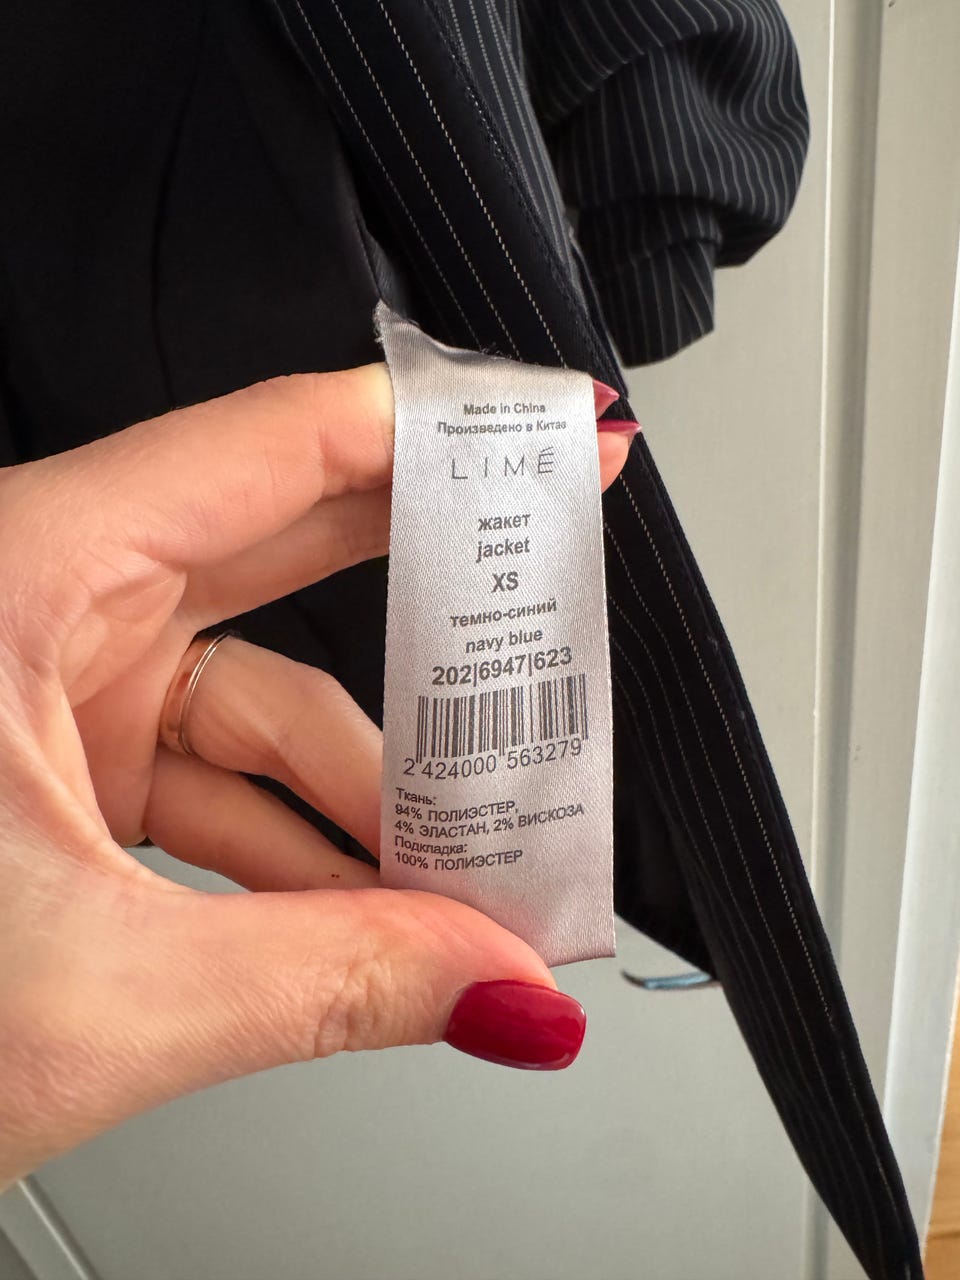 Made in China
Произведено в Китае
LIMÉ
жакет
jacket
XS
темно-синий
navy blue
202|6947|623
2 424000 563279
Ткань:
94% ПОЛИЭСТЕР,
4% ЭЛАСТАН, 2% ВИСКОЗА
Подкладка:
100% ПОЛИЭСТЕР